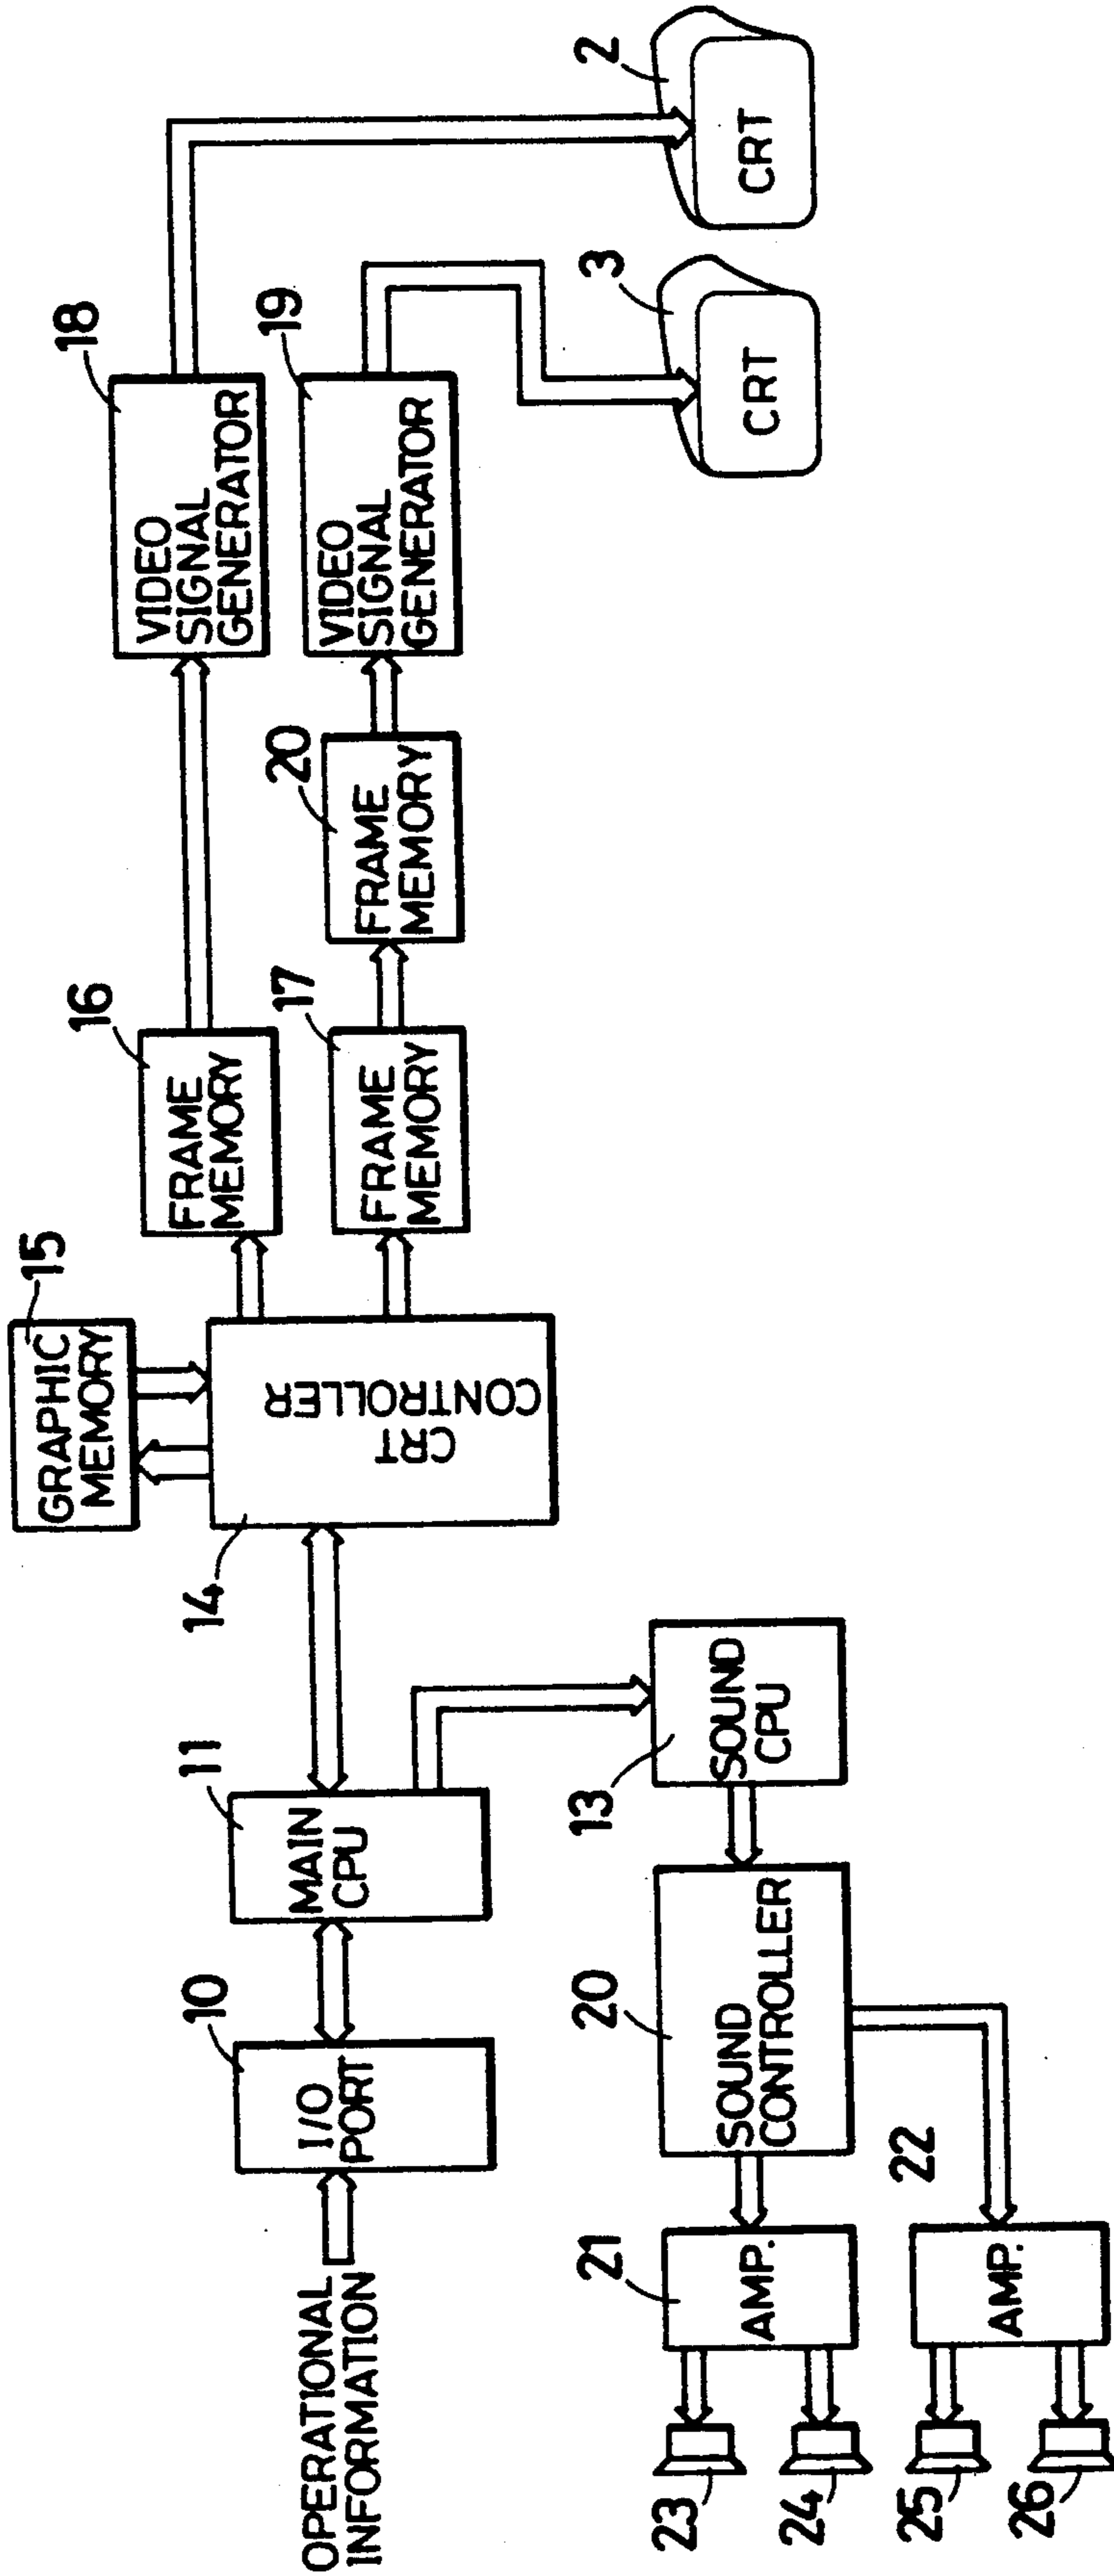 OPERATIONAL
INFORMATION
10
I/O
PORT
11
MAIN
CPU
14
CRT
CONTROLLER
15
GRAPHIC
MEMORY
16
FRAME
MEMORY
17
FRAME
MEMORY
20
FRAME
MEMORY
18
VIDEO
SIGNAL
GENERATOR
19
VIDEO
SIGNAL
GENERATOR
2
CRT
3
CRT
13
SOUND
CPU
20
SOUND
CONTROLLER
21
AMP.
22
AMP.
23
24
25
26